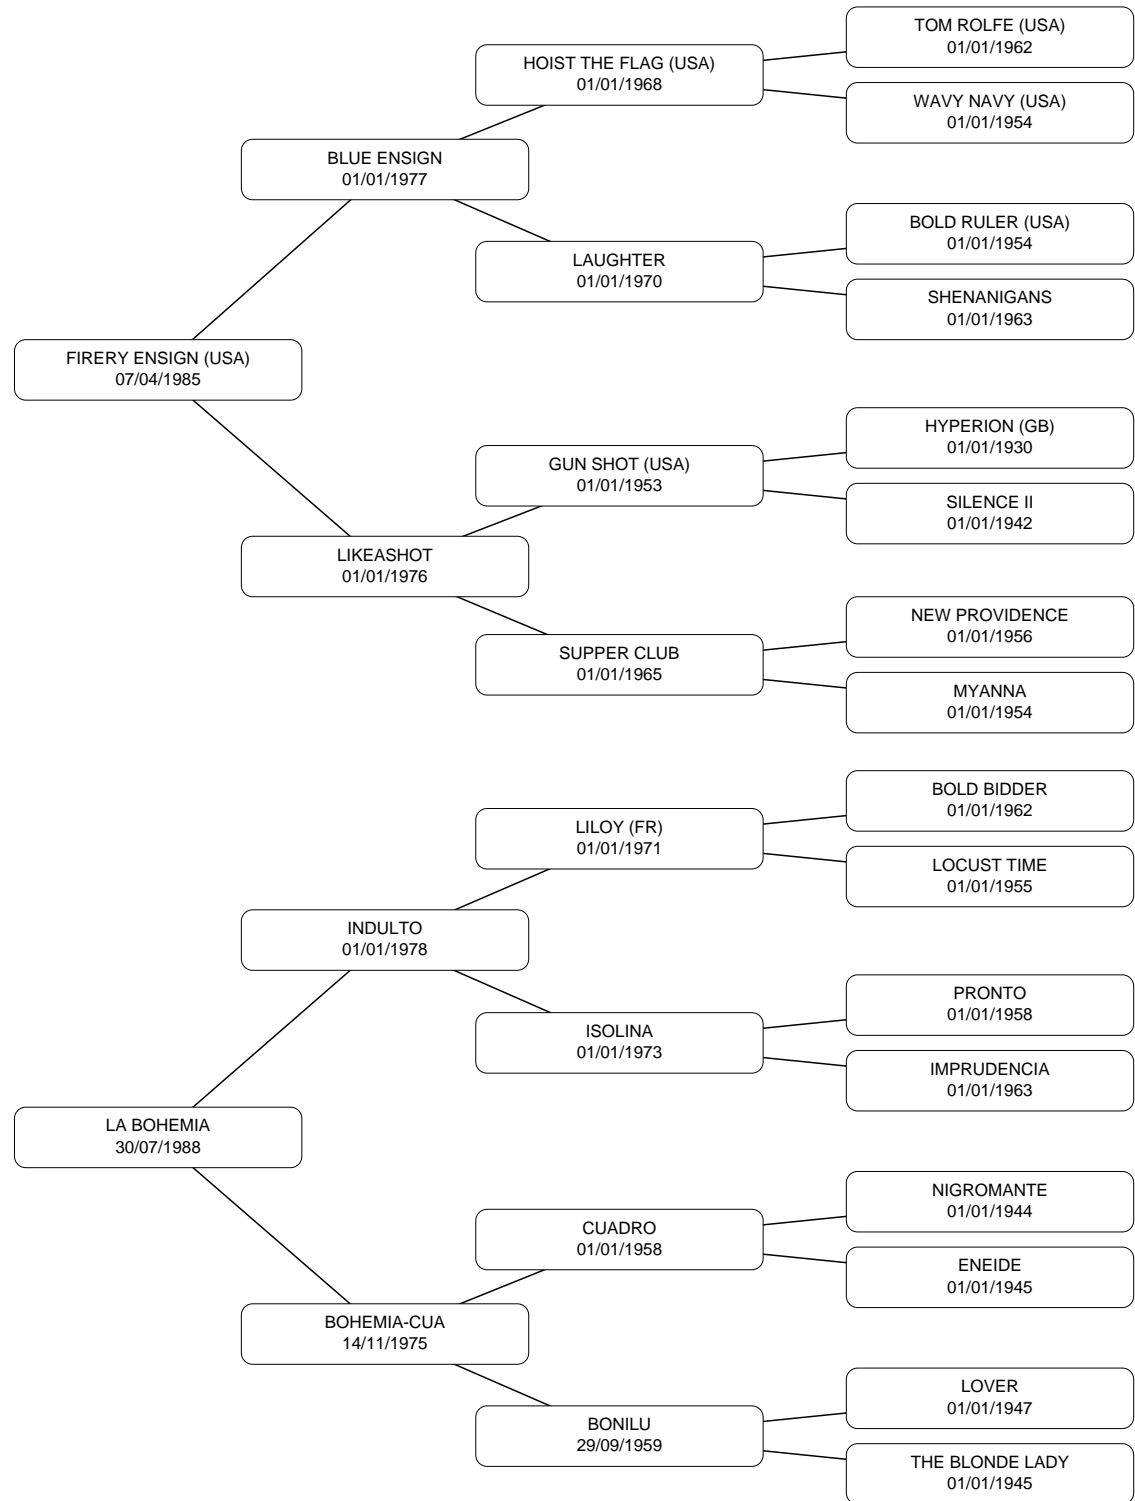 TOM ROLFE (USA)
01/01/1962
HOIST THE FLAG (USA)
01/01/1968
WAVY NAVY (USA)
01/01/1954
BLUE ENSIGN
01/01/1977
BOLD RULER (USA)
01/01/1954
LAUGHTER
01/01/1970
SHENANIGANS
01/01/1963
FIRERY ENSIGN (USA)
07/04/1985
HYPERION (GB)
01/01/1930
GUN SHOT (USA)
01/01/1953
SILENCE II
01/01/1942
LIKEASHOT
01/01/1976
NEW PROVIDENCE
01/01/1956
SUPPER CLUB
01/01/1965
MYANNA
01/01/1954
BOLD BIDDER
01/01/1962
LILOY (FR)
01/01/1971
LOCUST TIME
01/01/1955
INDULTO
01/01/1978
PRONTO
01/01/1958
ISOLINA
01/01/1973
IMPRUDENCIA
01/01/1963
LA BOHEMIA
30/07/1988
NIGROMANTE
01/01/1944
CUADRO
01/01/1958
ENEIDE
01/01/1945
BOHEMIA-CUA
14/11/1975
LOVER
01/01/1947
BONILU
29/09/1959
THE BLONDE LADY
01/01/1945